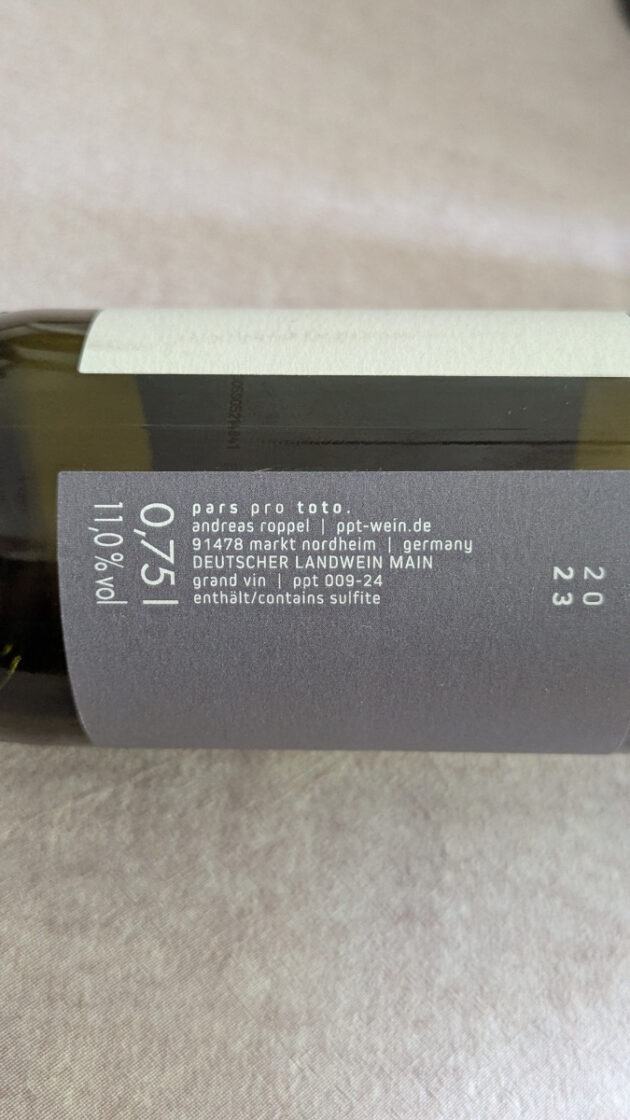 pars pro toto.
andreas roppel | ppt-wein.de
91478 markt nordheim | germany
DEUTSCHER LANDWEIN MAIN
grand vin | ppt 009-24
enthält/contains sulfite
0,75 l
11,0 % vol
20
23